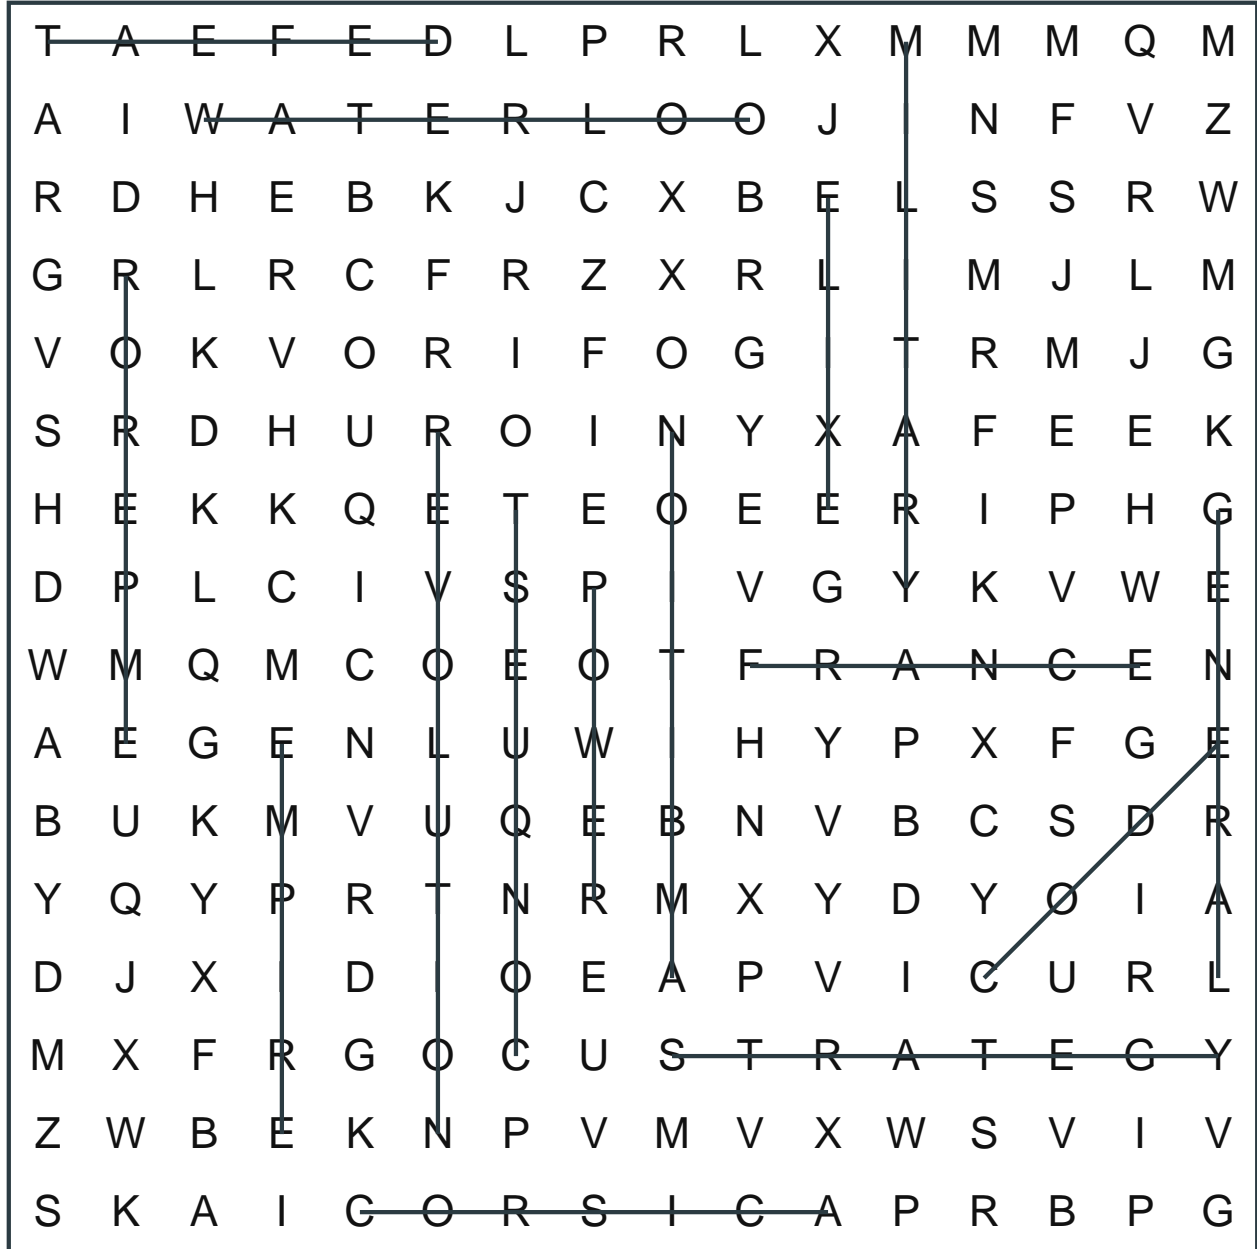 T A E F E D L P R L X M M M Q M
A I W A T E R L O O J I N F V Z
R D H E B K J C X B E L S S R W
G R L R C F R Z X R L I M J L M
V O K V O R I F O G I T R M J G
S R D H U R O I N Y X A F E E K
H E K K Q E T E O E E R I P H G
D P L C I V S P I V G Y K V W E
W M Q M C O E O T F R A N C E N
A E G E N L U W I H Y P X F G E
B U K M V U Q E B N V B C S D R
Y Q Y P R T N R M X Y D Y O I A
D J X I D I O E A P V I C U R L
M X F R G O C U S T R A T E G Y
Z W B E K N P V M V X W S V I V
S K A I C O R S I C A P R B P G